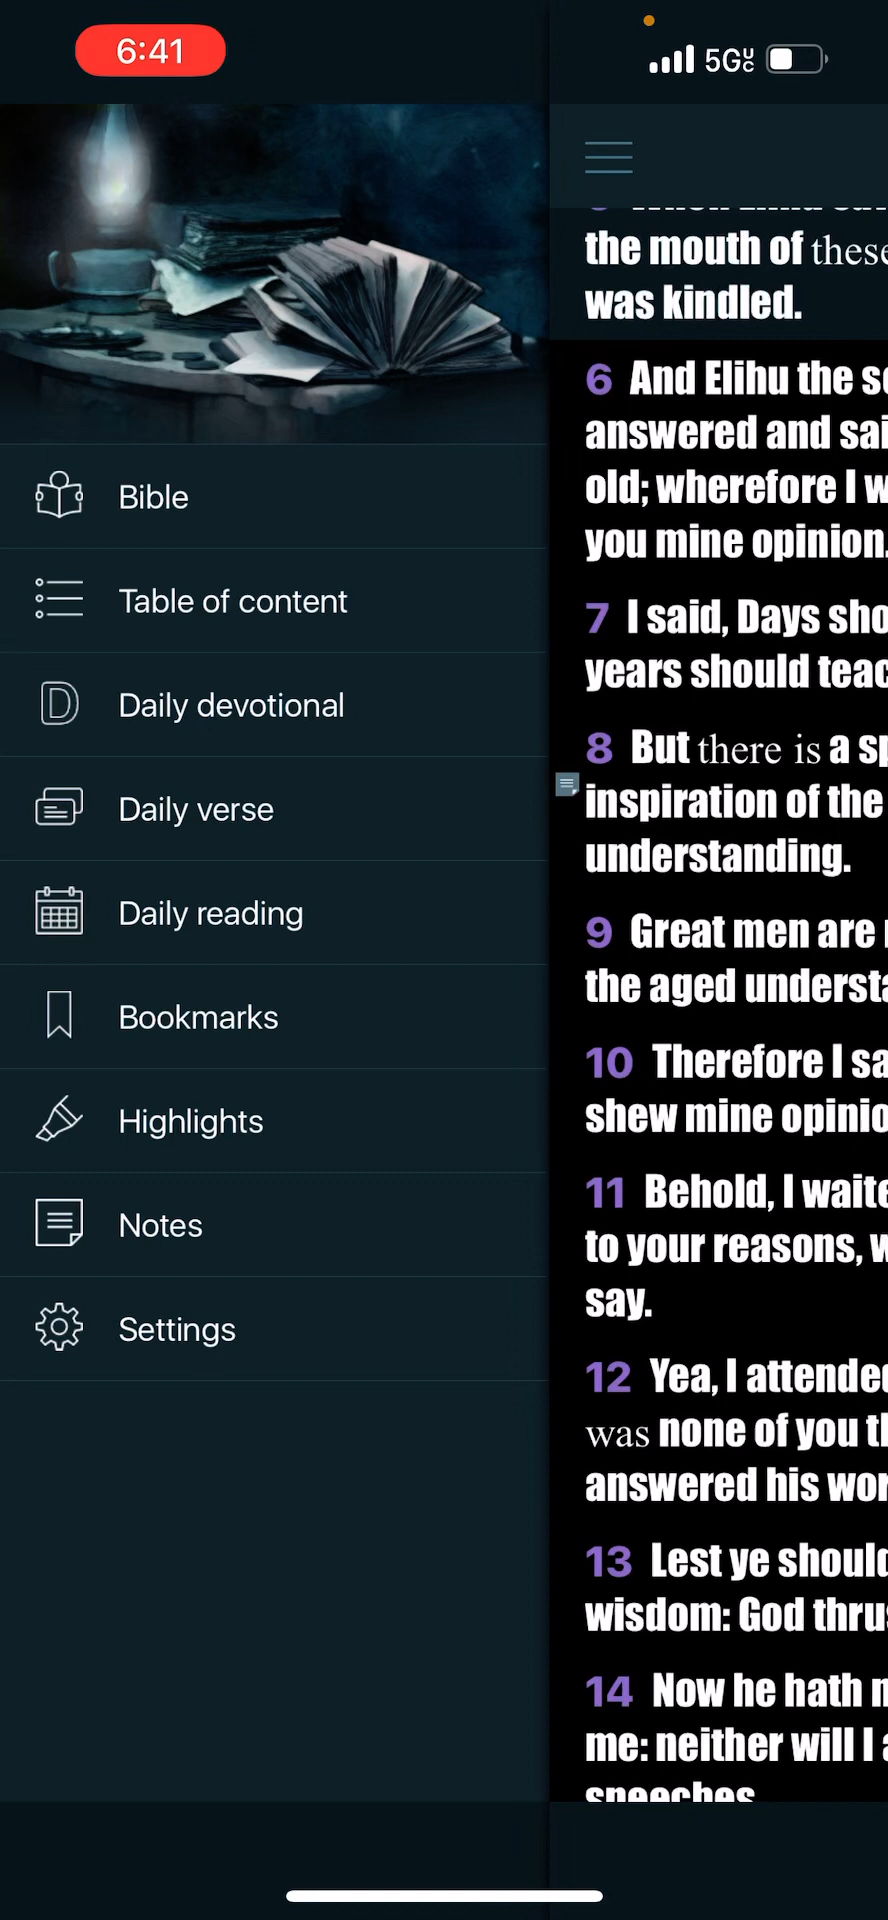 6:41
5GUC
the mouth of these
was kindled.
6 And Elihu the
answered and
old; wherefore I
you mine opinion.
7 I said, Days
years should
8 But there is a
inspiration of the
understanding.
9 Great men are
the aged
10 Therefore I
shew mine
11 Behold, I
to your reasons,
say.
12 Yea, I
was none of you
answered his
13 Lest ye
wisdom: God
14 Now he hath
me: neither will I
speeches
Bible
Table of content
Daily devotional
Daily verse
Daily reading
Bookmarks
Highlights
Notes
Settings